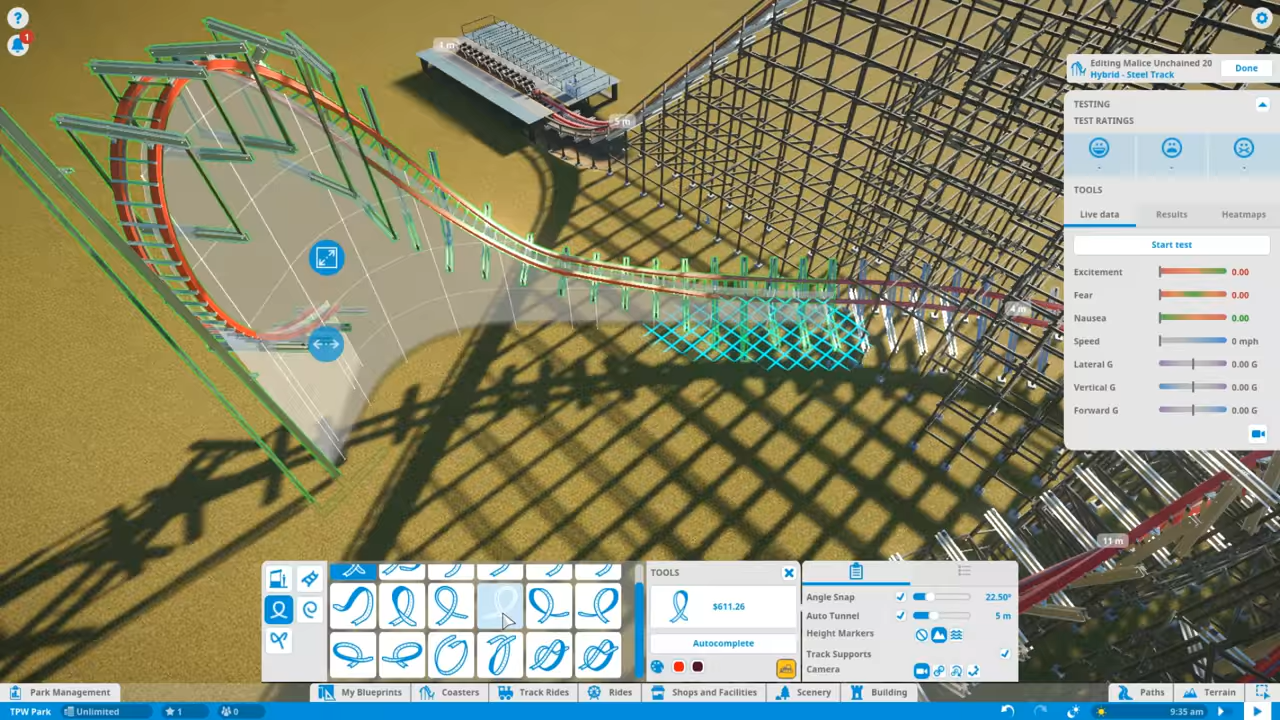 ?
1
1 m
5 m
4 m
11 m
Editing Malice Unchained 20
Hybrid - Steel Track
Done
TESTING
TEST RATINGS
-
-
-
TOOLS
Live data
Results
Heatmaps
Start test
Excitement 0.00
Fear 0.00
Nausea 0.00
Speed 0 mph
Lateral G 0.00 G
Vertical G 0.00 G
Forward G 0.00 G
TOOLS
$611.26
Autocomplete
Angle Snap 22.50°
Auto Tunnel 5 m
Height Markers
Track Supports
Camera
Park Management
My Blueprints
Coasters
Track Rides
Rides
Shops and Facilities
Scenery
Building
Paths
Terrain
TPW Park
Unlimited
1
0
9:35 am